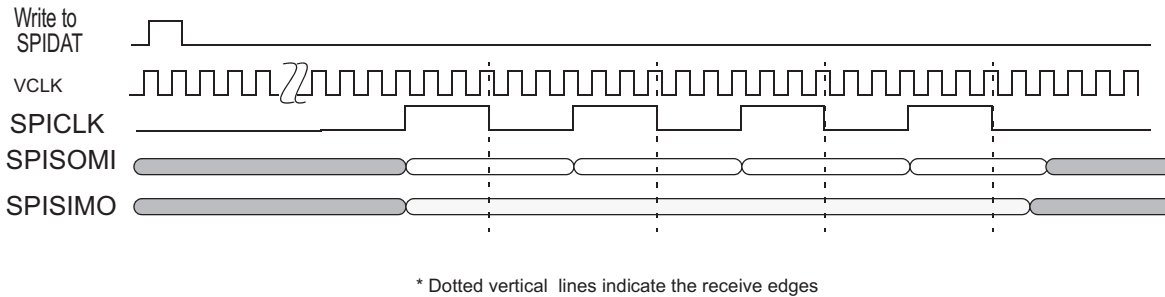 Write to
SPIDAT
VCLK
SPICLK
SPISOMI
SPISIMO
* Dotted vertical lines indicate the receive edges